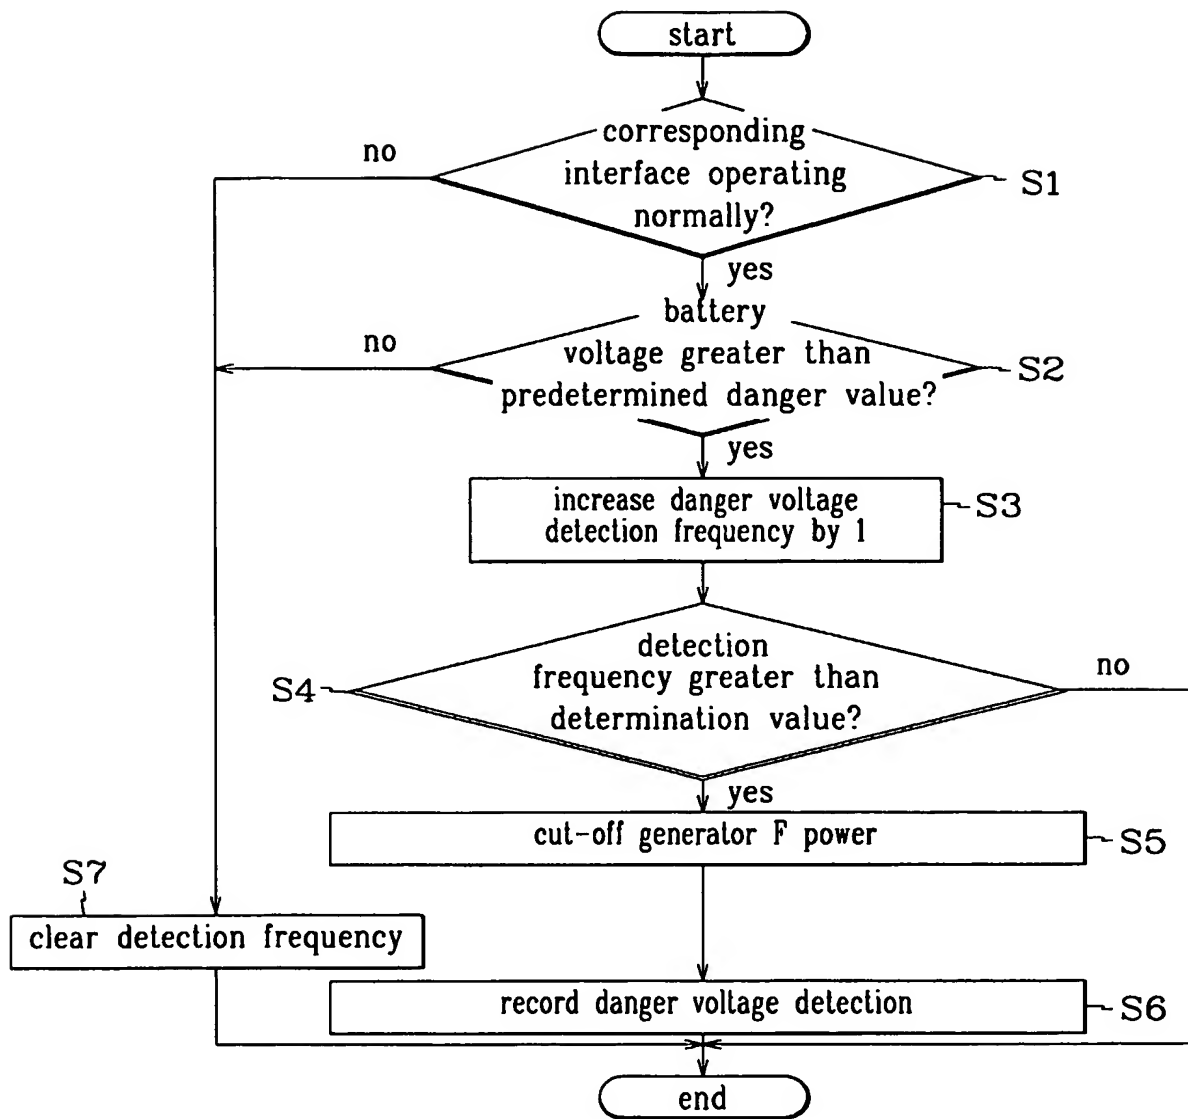 start
corresponding
no
interface operating
S1
normally?
yes
battery
no
voltage greater than
S2
predetermined danger value?
yes
increase danger voltage
S3
detection frequency by 1
detection
no
frequency greater than
S4
determination value?
yes
cut-off generator F power
S5
S7
clear detection frequency
record danger voltage detection
S6
end